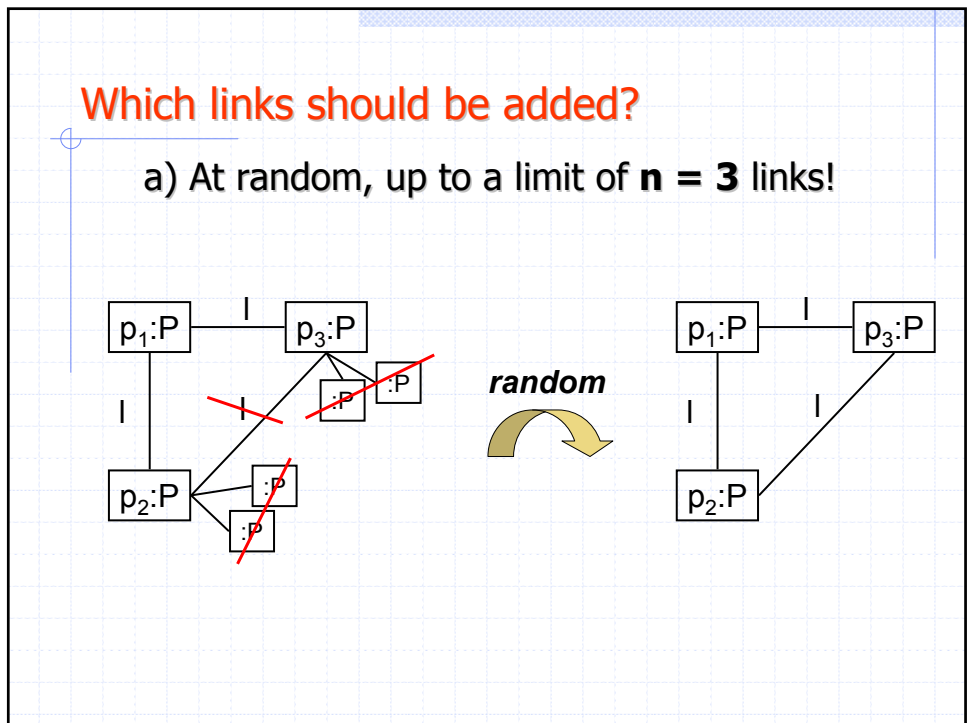 Which links should be added?
a) At random, up to a limit of n = 3 links!
l
p₁:P
p₃:P
:P
:P
l
l
p₂:P
:P
:P
random
l
p₁:P
p₃:P
l
l
p₂:P